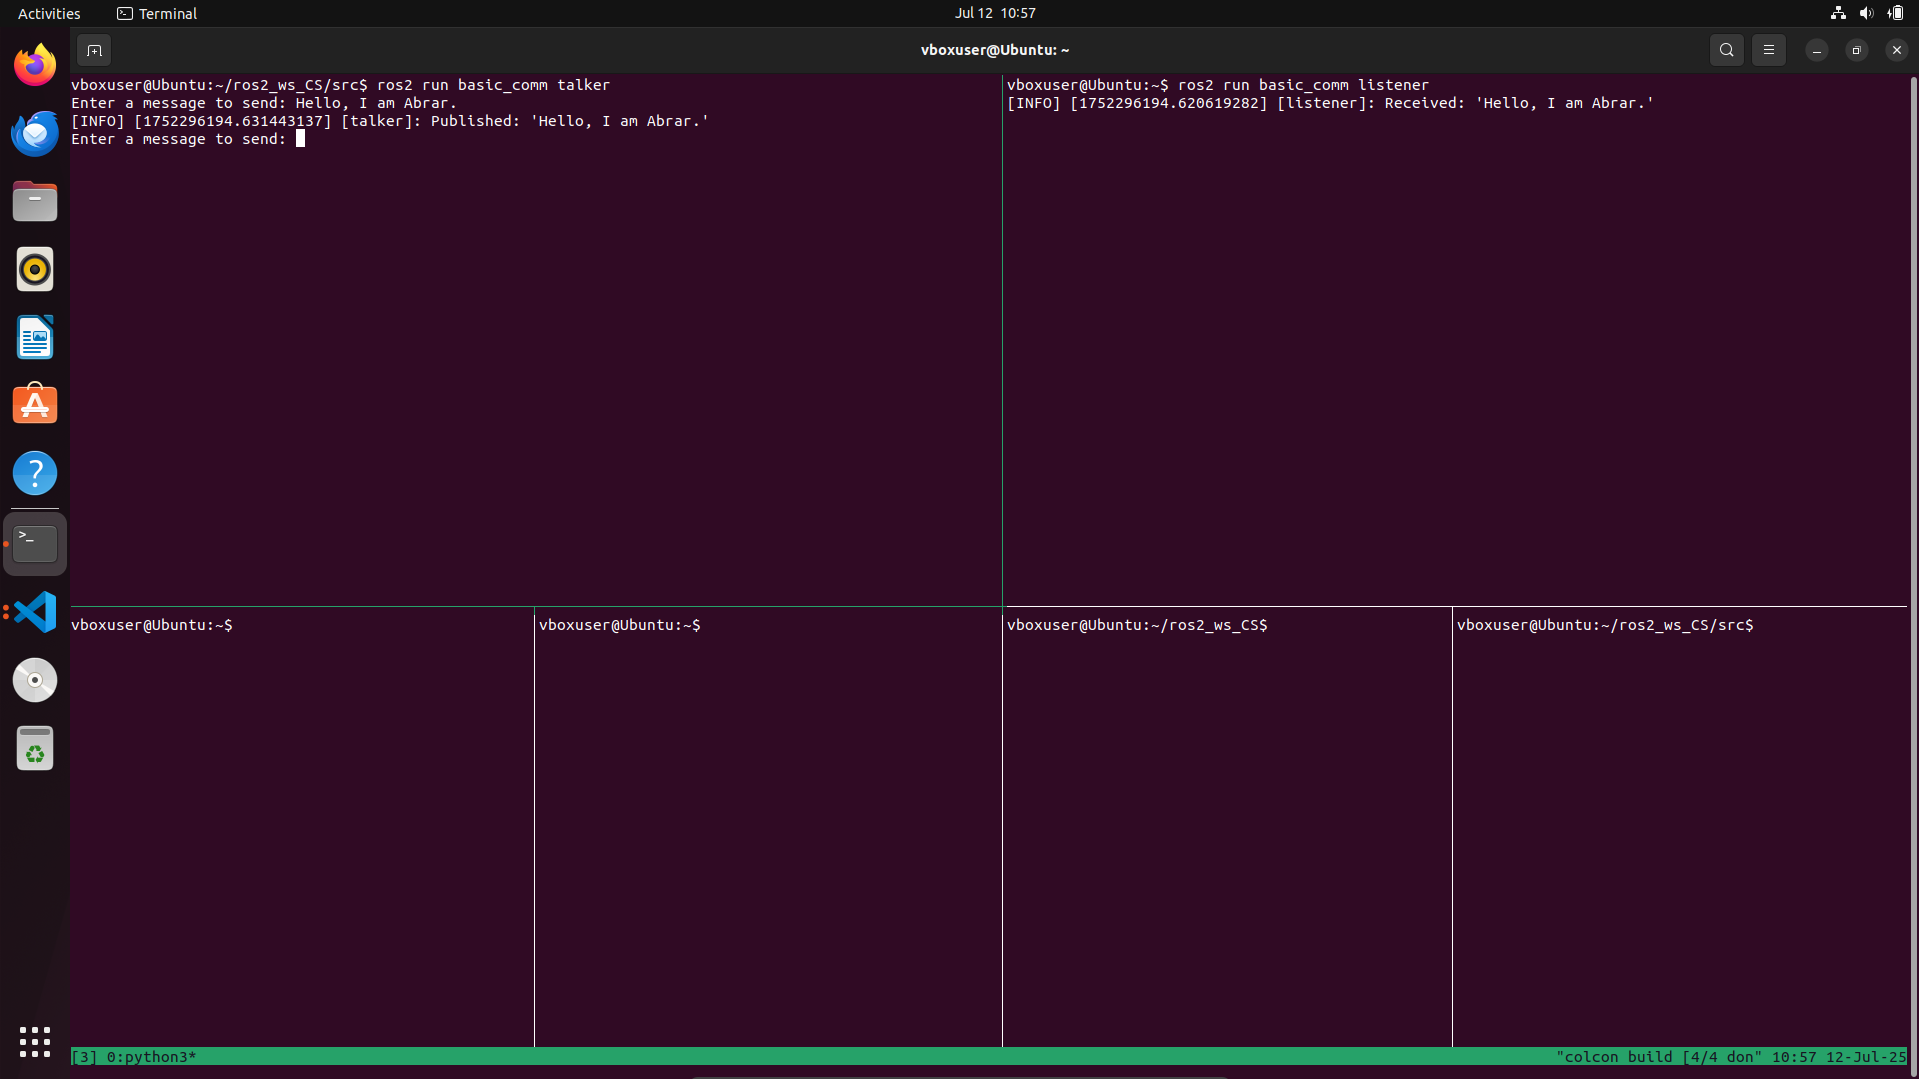 Activities
Terminal
Jul 12 10:57
vboxuser@Ubuntu: ~
vboxuser@Ubuntu:~/ros2_ws_CS/src$ ros2 run basic_comm talker
Enter a message to send: Hello, I am Abrar.
[INFO] [1752296194.631443137] [talker]: Published: 'Hello, I am Abrar.'
Enter a message to send:
vboxuser@Ubuntu:~$ ros2 run basic_comm listener
[INFO] [1752296194.620619282] [listener]: Received: 'Hello, I am Abrar.'
vboxuser@Ubuntu:~$
vboxuser@Ubuntu:~$
vboxuser@Ubuntu:~/ros2_ws_CS$
vboxuser@Ubuntu:~/ros2_ws_CS/src$
[3] 0:python3*
"colcon build [4/4 don" 10:57 12-Jul-25